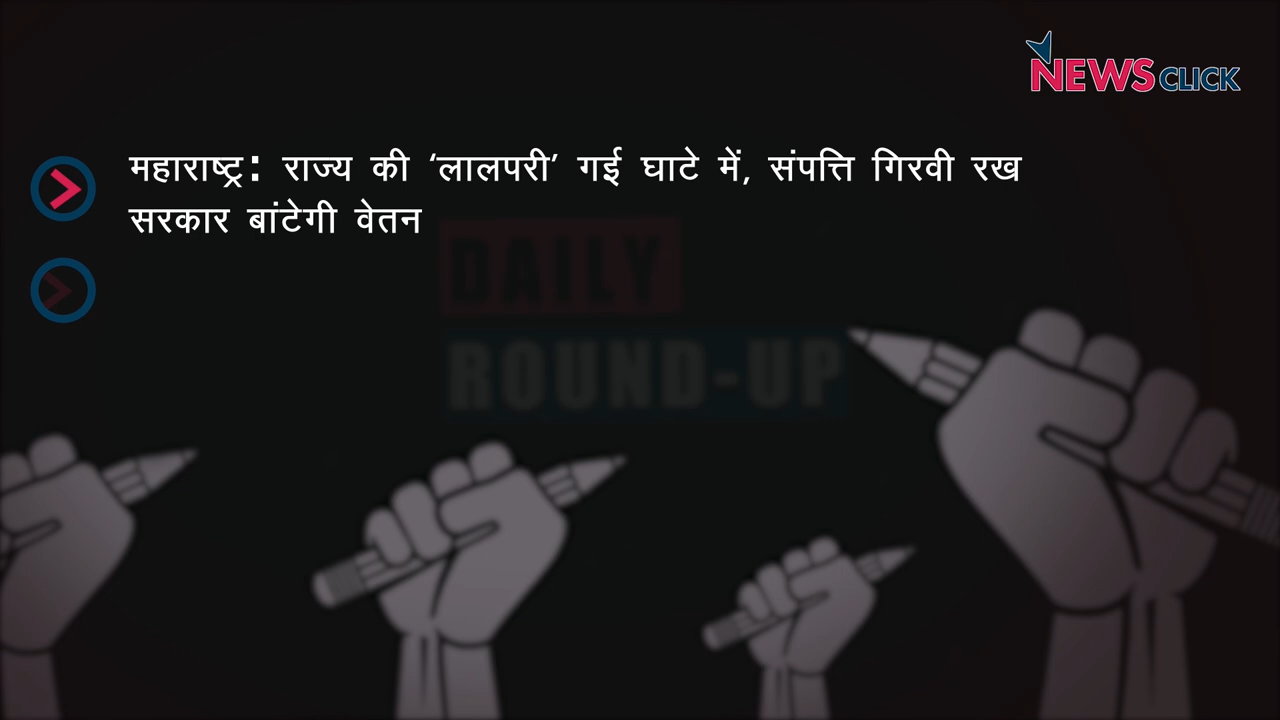 NEWSCLICK
महाराष्ट्र: राज्य की ‘लालपरी’ गई घाटे में, संपत्ति गिरवी रख
सरकार बांटेगी वेतन
DAILY
ROUND-UP